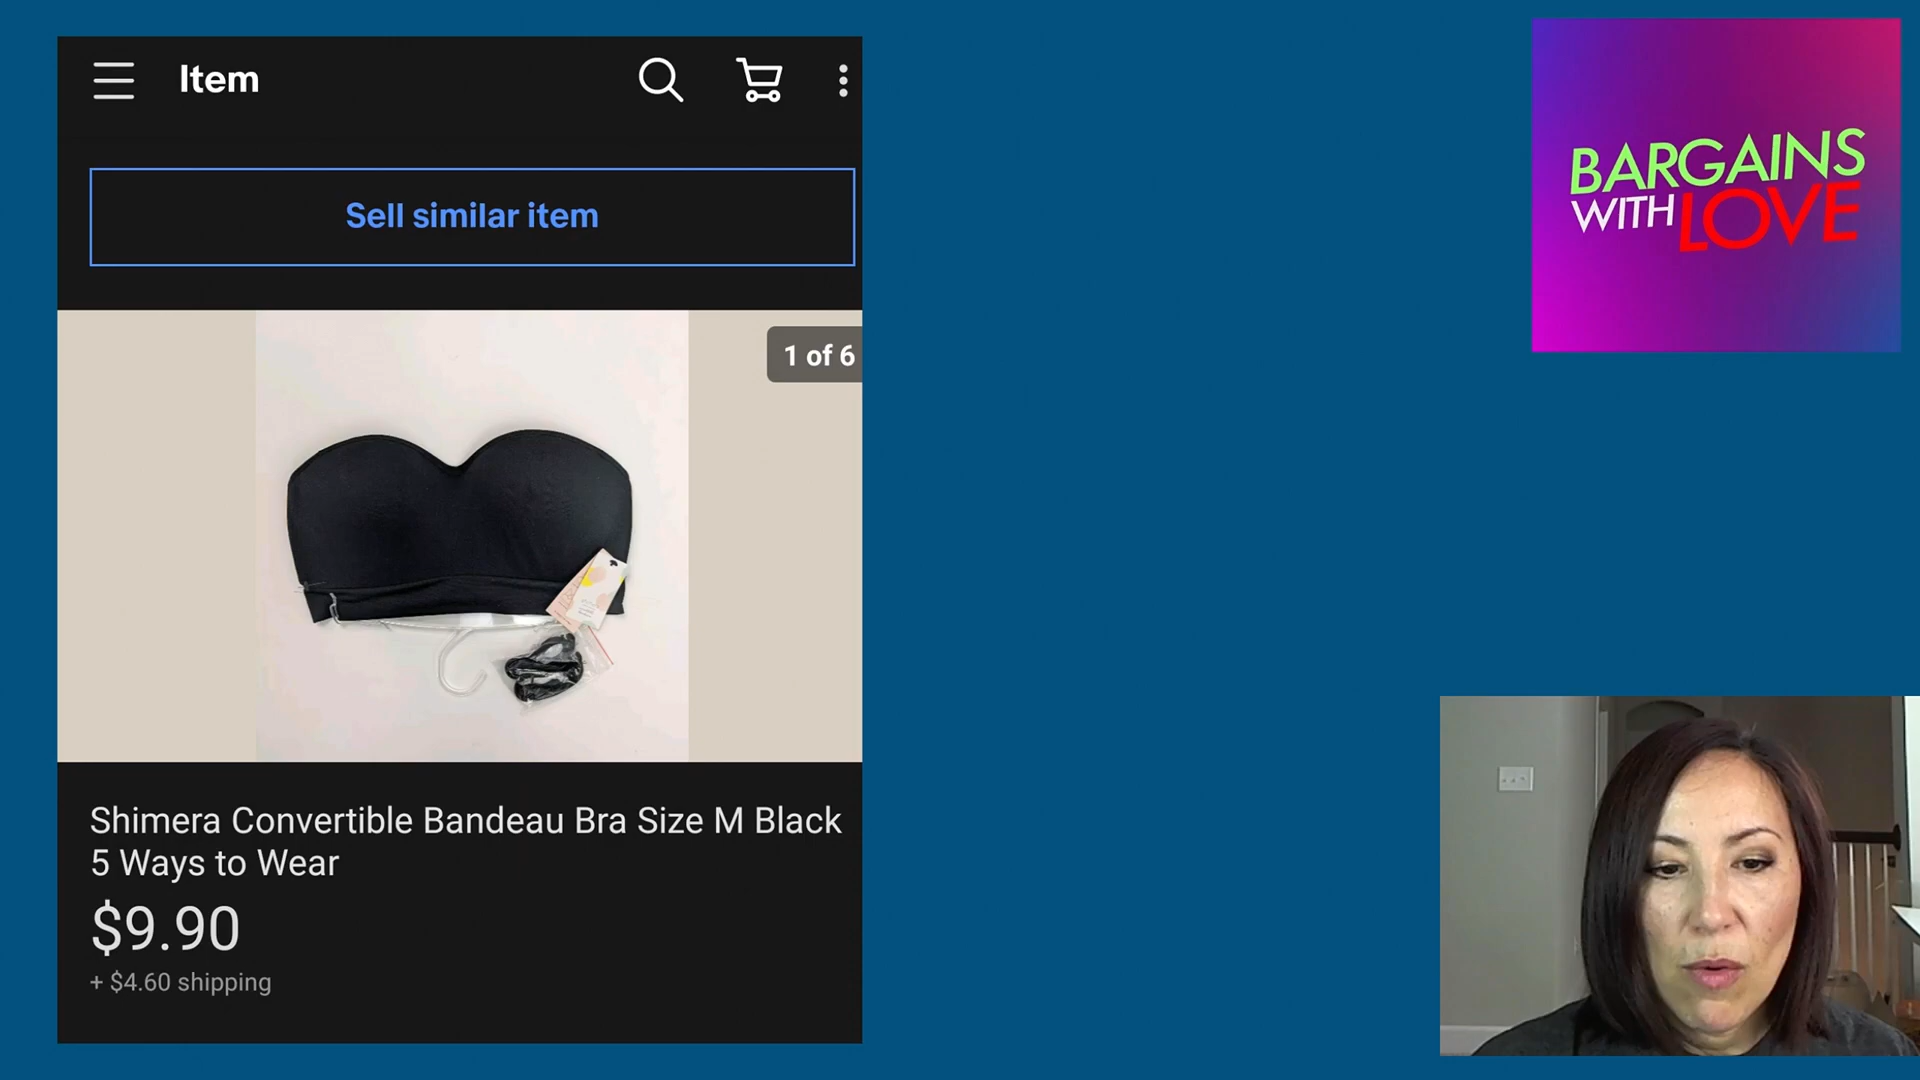 Item
Sell similar item
1 of 6
Shimera Convertible Bandeau Bra Size M Black
5 Ways to Wear
$9.90
+ $4.60 shipping
BARGAINS
WITH LOVE